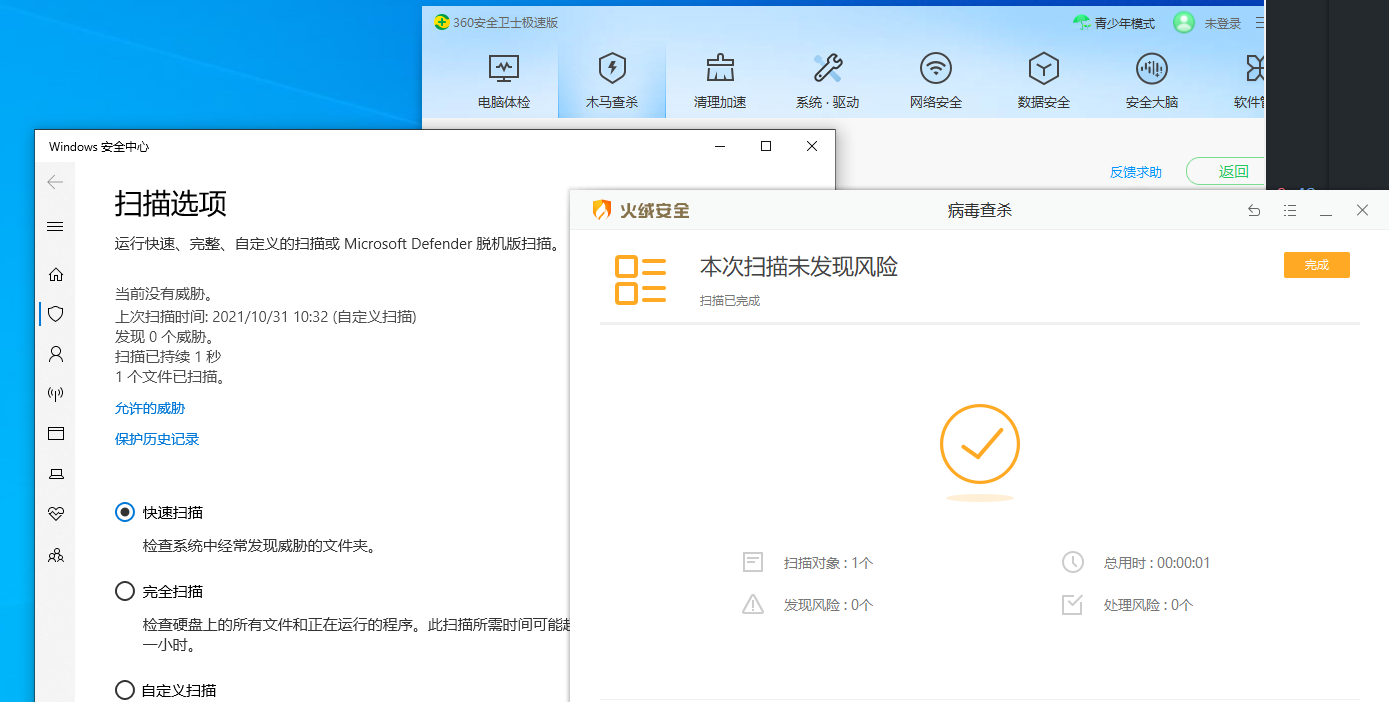 360安全卫士极速版
青少年模式
未登录
电脑体检
木马查杀
清理加速
系统·驱动
网络安全
数据安全
安全大脑
软件管
反馈求助
返回
Windows 安全中心
扫描选项
运行快速、完整、自定义的扫描或 Microsoft Defender 脱机版扫描。
当前没有威胁。
上次扫描时间: 2021/10/31 10:32 (自定义扫描)
发现 0 个威胁。
扫描已持续 1 秒
1 个文件已扫描。
允许的威胁
保护历史记录
快速扫描
检查系统中经常发现威胁的文件夹。
完全扫描
检查硬盘上的所有文件和正在运行的程序。此扫描所需时间可能超
一小时。
自定义扫描
火绒安全
病毒查杀
本次扫描未发现风险
扫描已完成
完成
扫描对象 : 1个
总用时 : 00:00:01
发现风险 : 0个
处理风险 : 0个